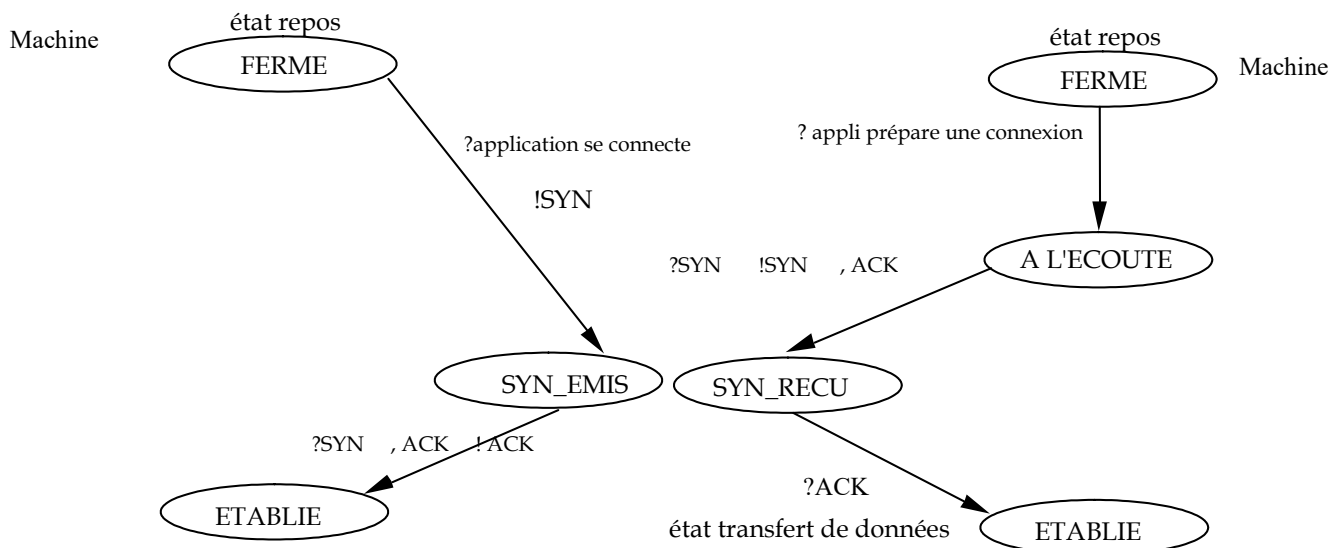 état repos
Machine
FERME
état repos
FERME
Machine
?application se connecte
!SYN
? appli prépare une connexion
A L'ECOUTE
?SYN !SYN , ACK
SYN_EMIS
SYN_RECU
?SYN , ACK ! ACK
ETABLIE
?ACK
état transfert de données
ETABLIE